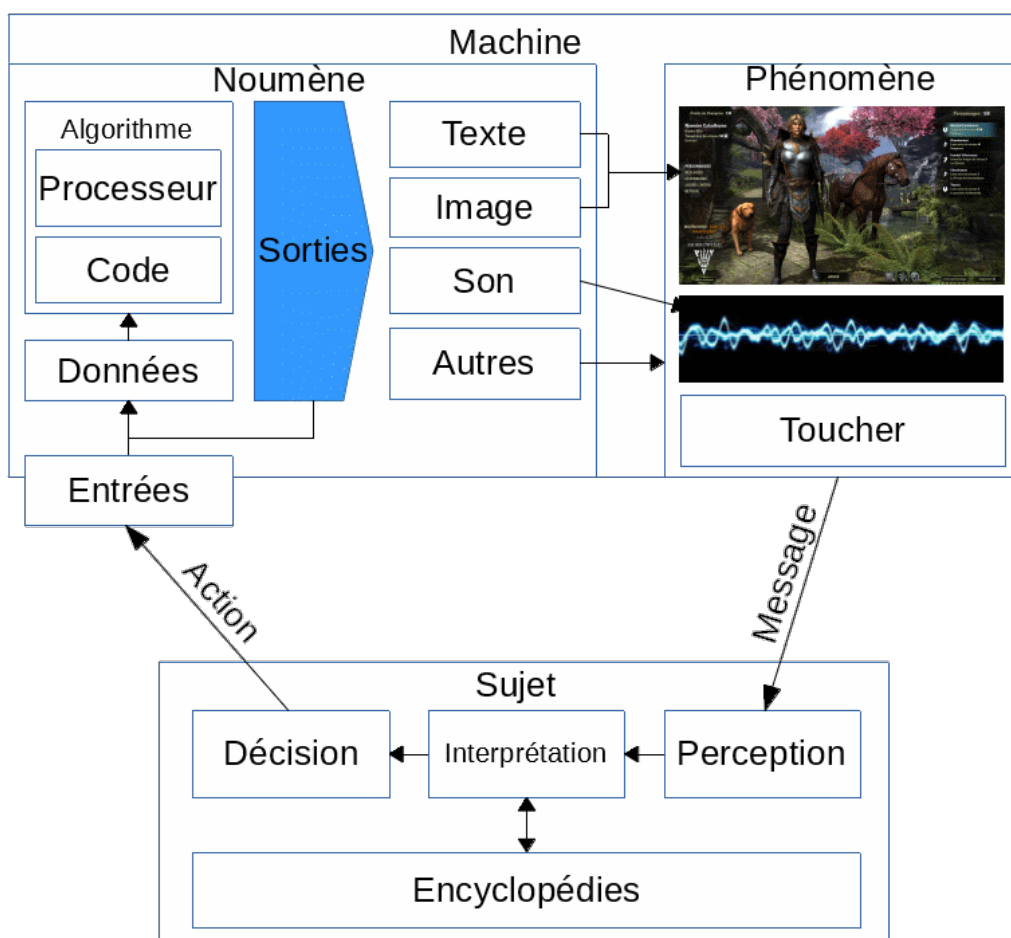 Machine
Noumène
Phénomène
Algorithme
Processeur
Code
Données
Entrées
Sorties
Texte
Image
Son
Autres
Toucher
Action
Message
Sujet
Décision
Interprétation
Perception
Encyclopédies